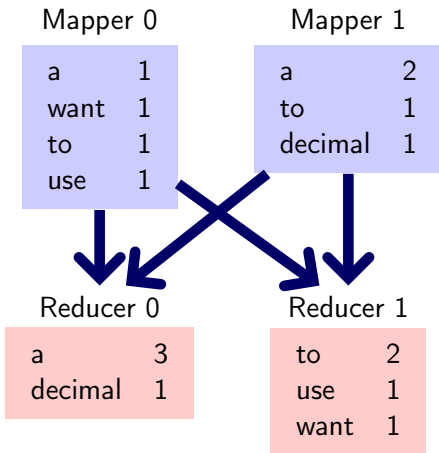 Mapper 0
a 1
want 1
to 1
use 1
Mapper 1
a 2
to 1
decimal 1
Reducer 0
a 3
decimal 1
Reducer 1
to 2
use 1
want 1